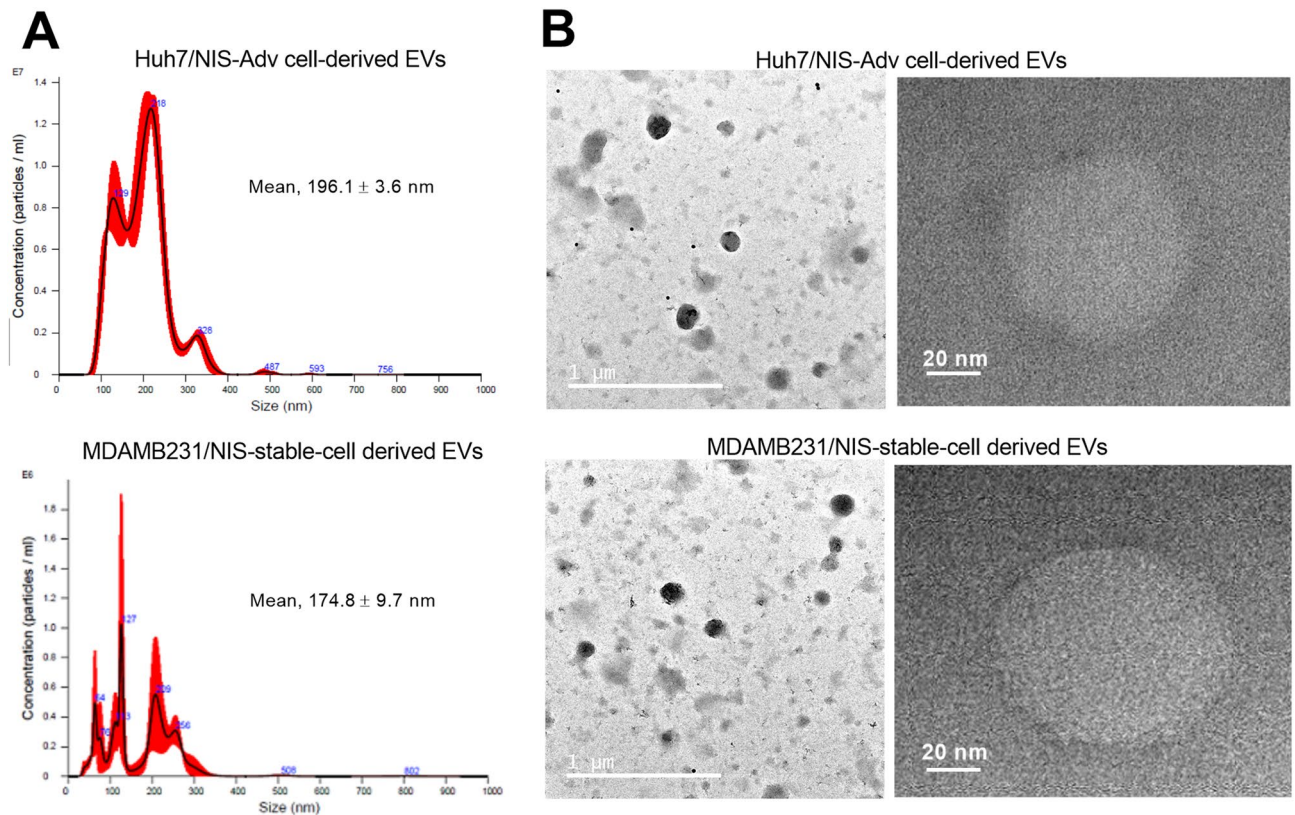 A
Huh7/NIS-Adv cell-derived EVs
E7
Concentration (particles / ml)
1.4
1.2
1.0
0.8
0.6
0.4
0.2
0
218
129
328
487
593
756
Mean, 196.1 ± 3.6 nm
0 100 200 300 400 500 600 700 800 900 1000
Size (nm)
MDAMB231/NIS-stable-cell derived EVs
E6
Concentration (particles / ml)
1.8
1.6
1.4
1.2
1.0
0.8
0.6
0.4
0.2
0
127
209
256
508
802
Mean, 174.8 ± 9.7 nm
0 100 200 300 400 500 600 700 800 900 1000
Size (nm)
B
Huh7/NIS-Adv cell-derived EVs
1 μm
20 nm
MDAMB231/NIS-stable-cell derived EVs
1 μm
20 nm